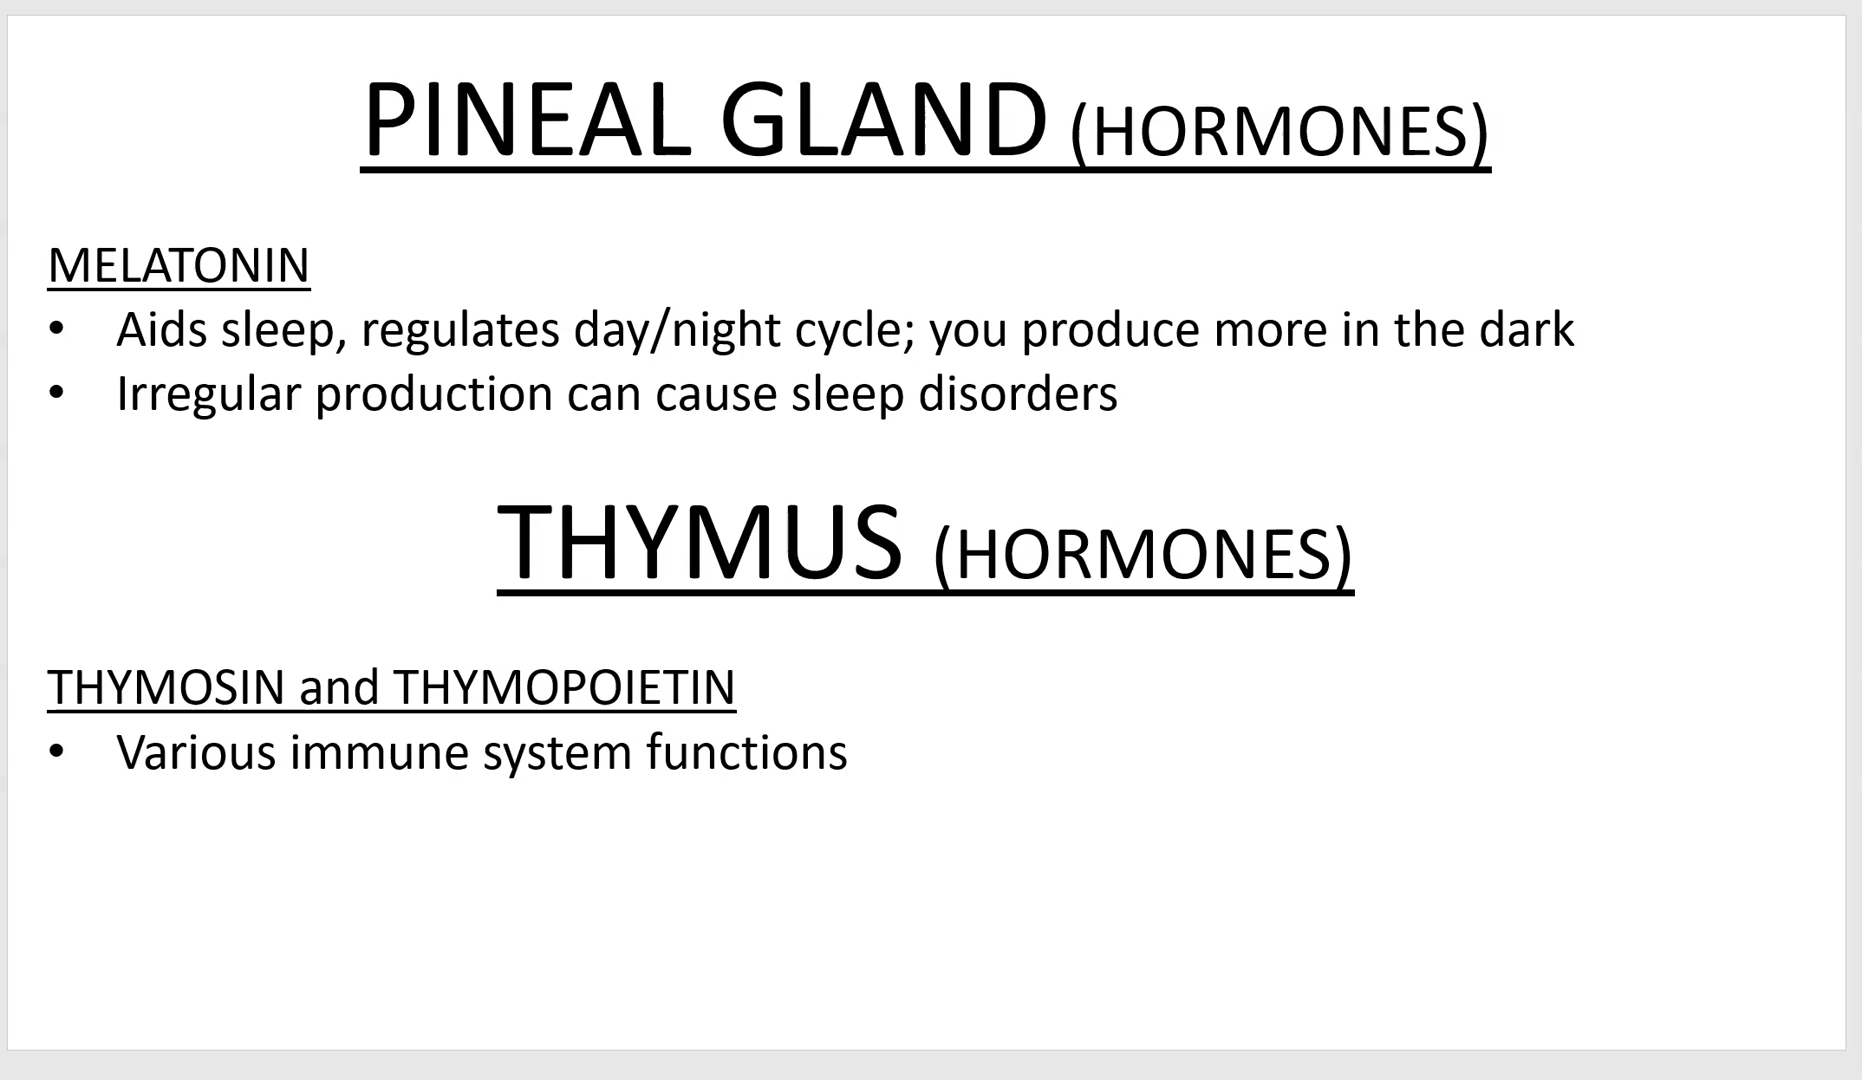 PINEAL GLAND (HORMONES)
MELATONIN
• Aids sleep, regulates day/night cycle; you produce more in the dark
• Irregular production can cause sleep disorders
THYMUS (HORMONES)
THYMOSIN and THYMOPOIETIN
• Various immune system functions